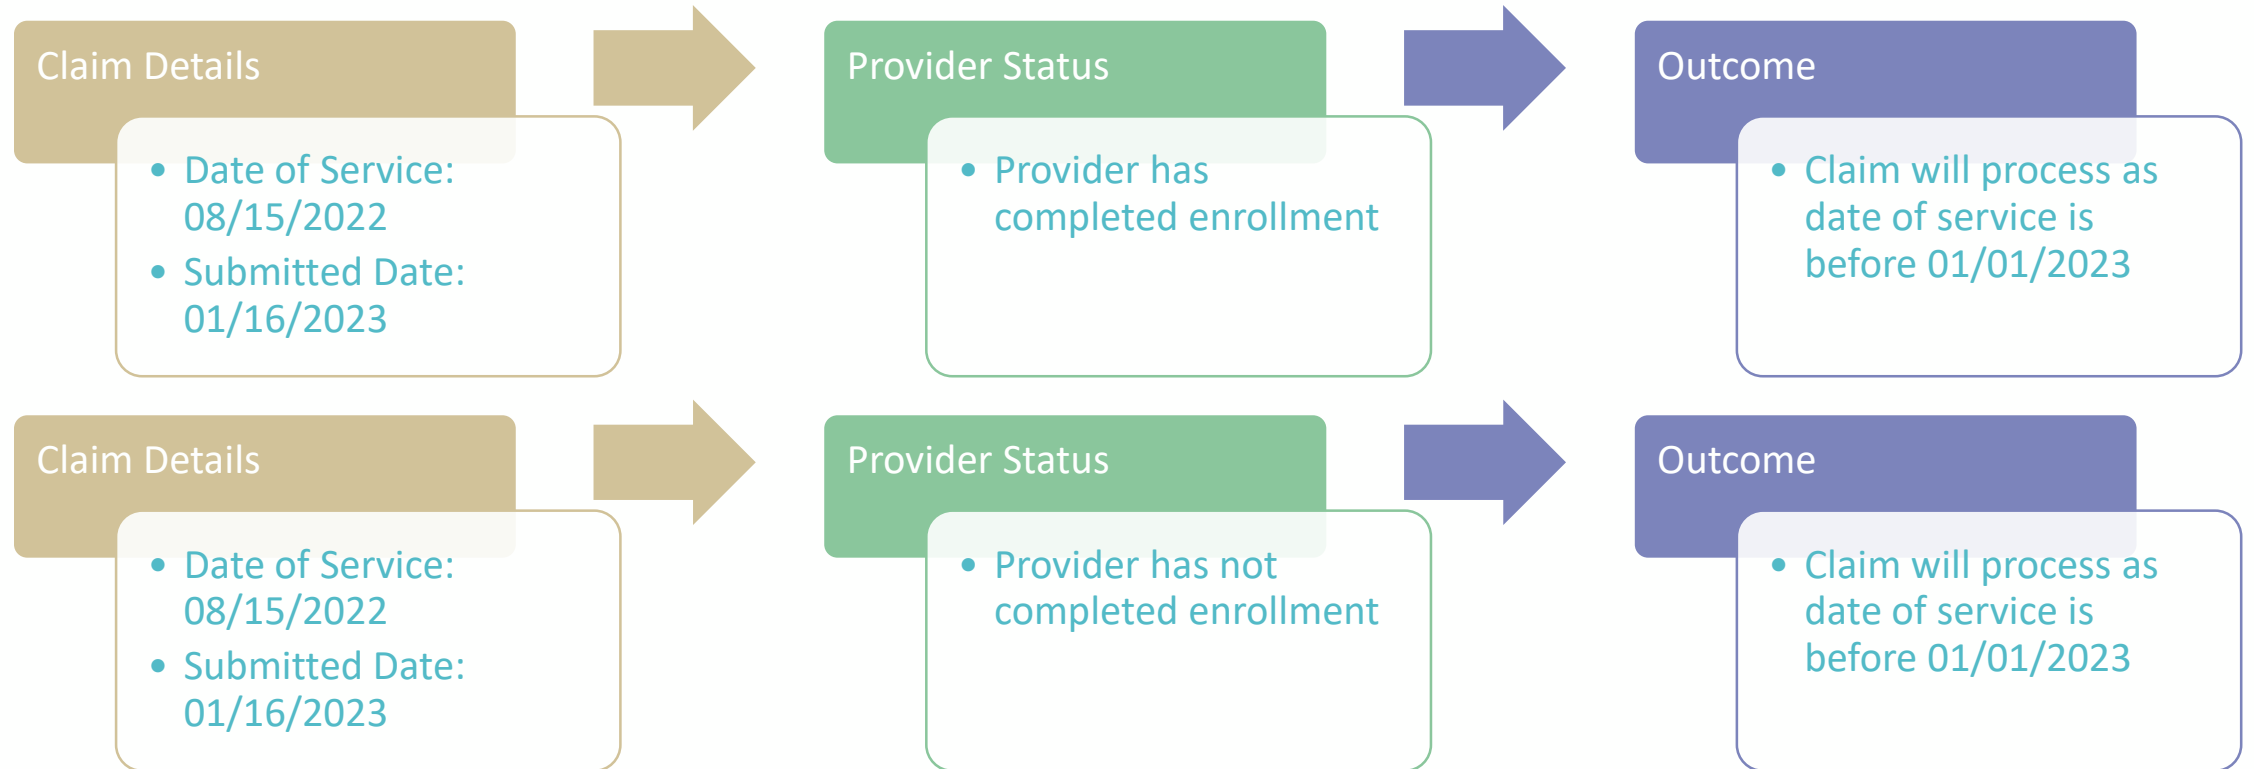 Claim Details
• Date of Service:
08/15/2022
• Submitted Date:
01/16/2023
Provider Status
• Provider has
completed enrollment
Outcome
• Claim will process as
date of service is
before 01/01/2023
Claim Details
• Date of Service:
08/15/2022
• Submitted Date:
01/16/2023
Provider Status
• Provider has not
completed enrollment
Outcome
• Claim will process as
date of service is
before 01/01/2023